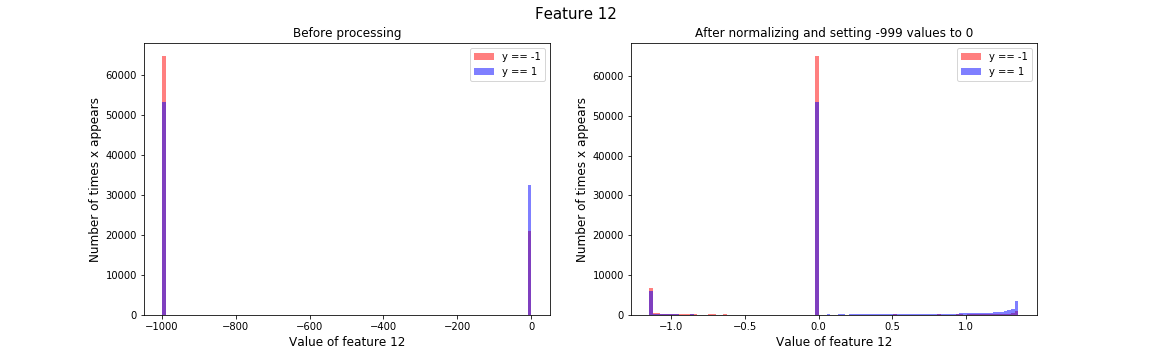 Feature 12
Before processing
60000
50000
40000
30000
20000
10000
0
Number of times x appears
−1000
−800
−600
−400
−200
0
Value of feature 12
y == -1
y == 1
After normalizing and setting -999 values to 0
60000
50000
40000
30000
20000
10000
0
Number of times x appears
−1.0
−0.5
0.0
0.5
1.0
Value of feature 12
y == -1
y == 1